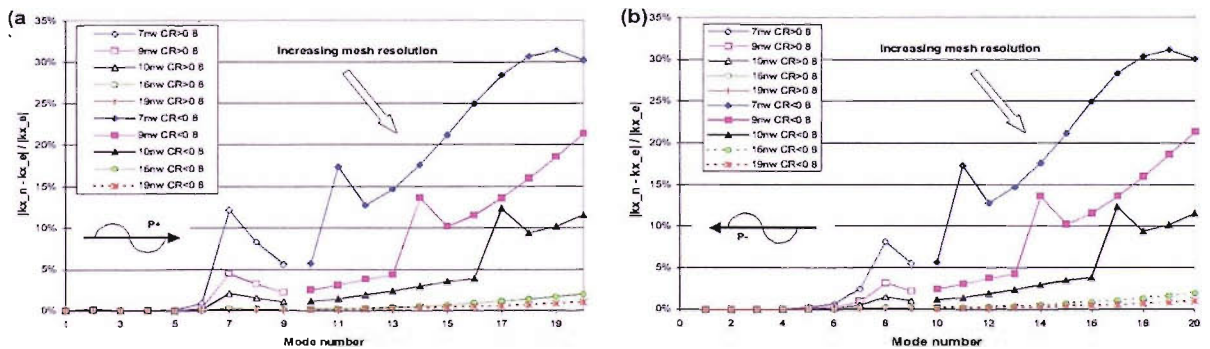 (a
35%
30%
25%
20%
15%
10%
5%
0%
|kx_n - kx_e| / |kx_e|
7nw CR>0 8
9nw CR>0 8
10nw CR>0 8
16nw CR>0 8
19nw CR>0 8
7nw CR<0 8
9nw CR<0 8
10nw CR<0 8
16nw CR<0 8
19nw CR<0 8
Increasing mesh resolution
P+
1 3 5 7 9 11 13 15 17 19
Mode number
(b)
35%
30%
25%
20%
15%
10%
5%
0%
|kx_n - kx_e| / |kx_e|
7nw CR>0 8
9nw CR>0 8
10nw CR>0 8
16nw CR>0 8
19nw CR>0 8
7nw CR<0 8
9nw CR<0 8
10nw CR<0 8
16nw CR<0 8
19nw CR<0 8
Increasing mesh resolution
P-
0 2 4 6 8 10 12 14 16 18 20
Mode number